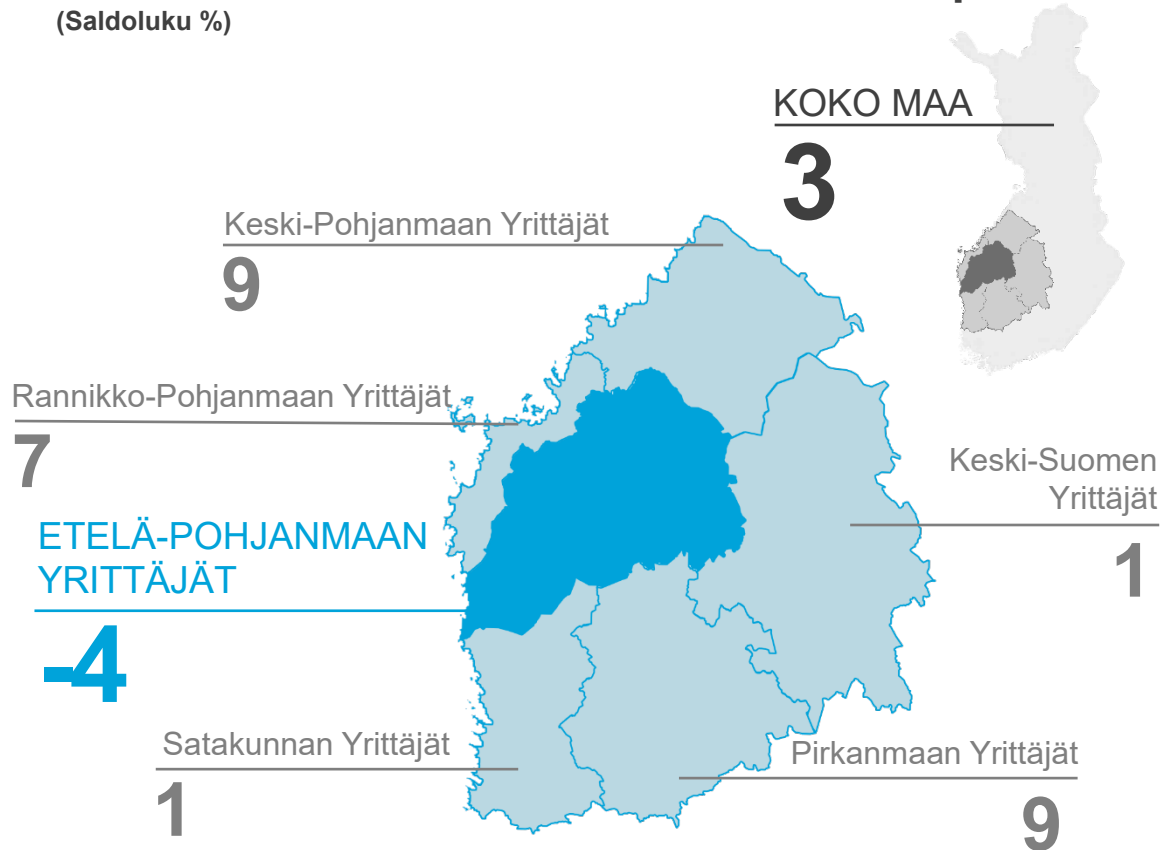 (Saldoluku %)
KOKO MAA
3
Keski-Pohjanmaan Yrittäjät
9
Rannikko-Pohjanmaan Yrittäjät
7
Keski-Suomen
Yrittäjät
1
ETELÄ-POHJANMAAN
YRITTÄJÄT
-4
Satakunnan Yrittäjät
1
Pirkanmaan Yrittäjät
9